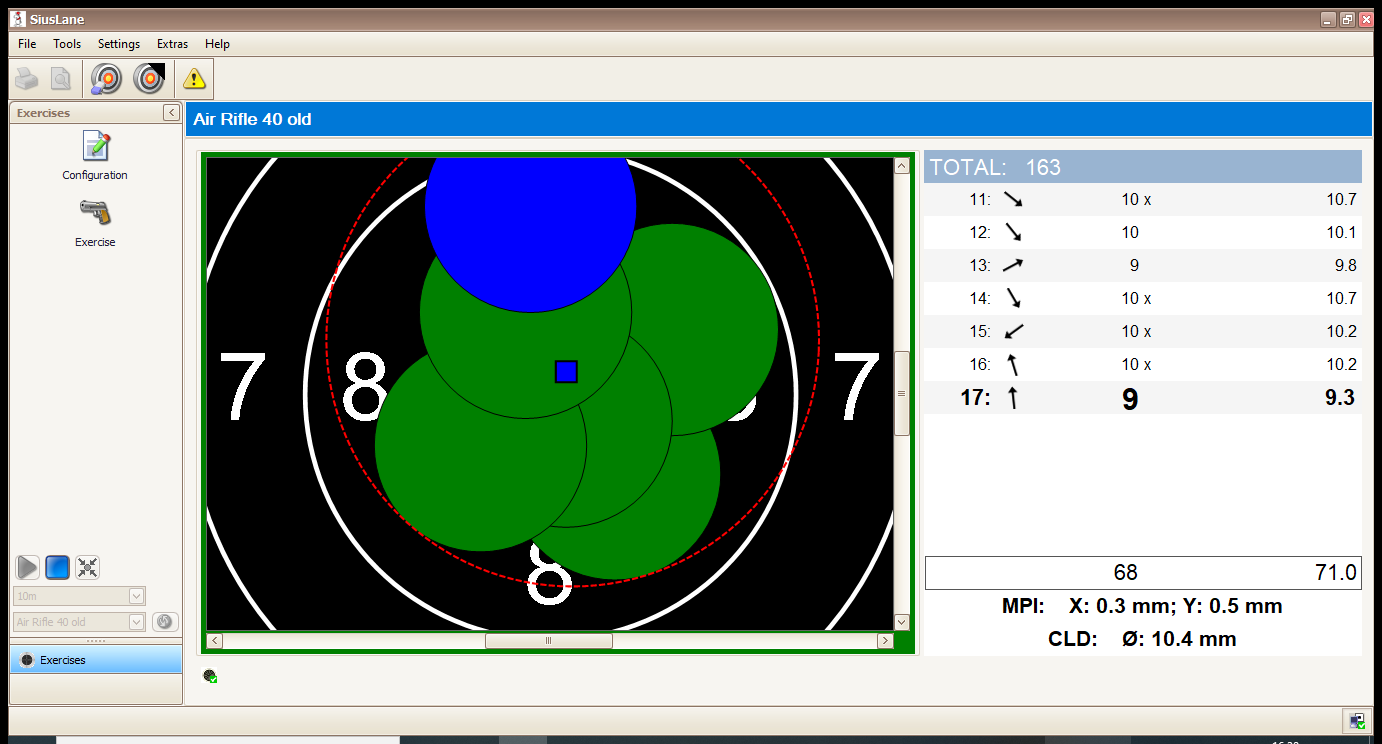 SiusLane
File Tools Settings Extras Help
Exercises
Configuration
Exercise
10m
Air Rifle 40 old
Exercises
Air Rifle 40 old
7 8 7
8
TOTAL: 163
11: 10 x 10.7
12: 10 10.1
13: 9 9.8
14: 10 x 10.7
15: 10 x 10.2
16: 10 x 10.2
17: 9 9.3
68 71.0
MPI: X: 0.3 mm; Y: 0.5 mm
CLD: Ø: 10.4 mm